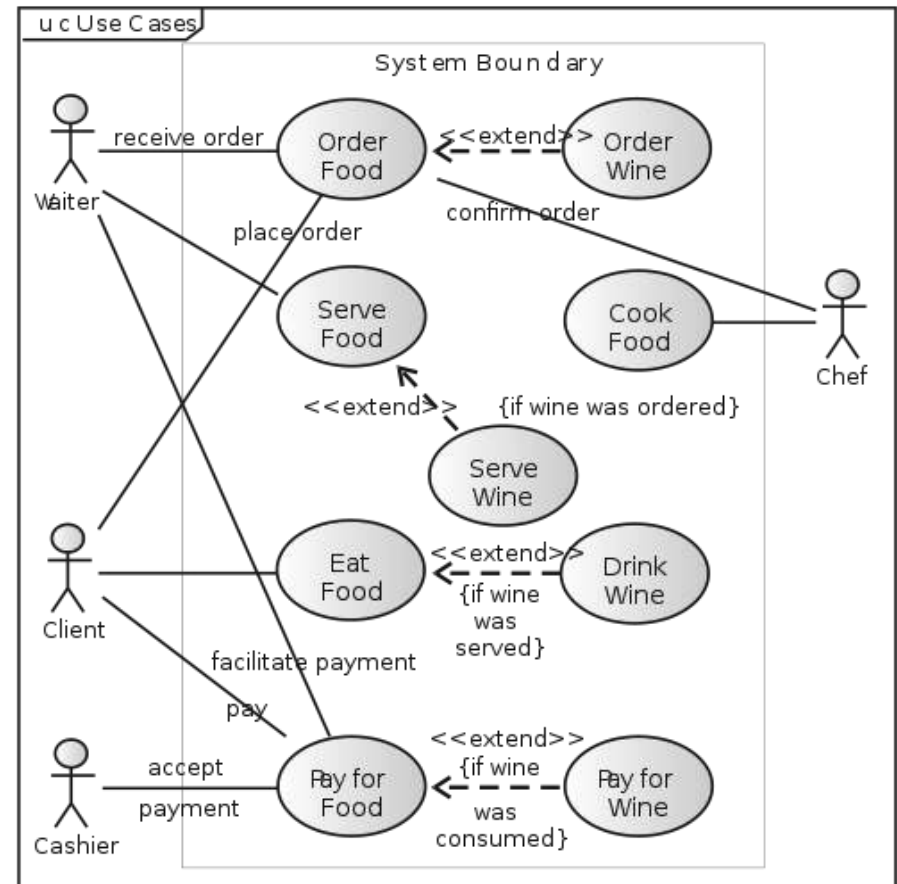 uc Use Cases
System Boundary
receive order
Order
Food
<<extend>>
Order
Wine
Waiter
confirm order
place order
Serve
Food
Cook
Food
Chef
<<extend>>
{if wine was ordered}
Serve
Wine
Eat
Food
<<extend>>
{if wine
was
served}
Drink
Wine
Client
facilitate payment
pay
<<extend>>
accept
payment
Pay for
Food
{if wine
was
consumed}
Pay for
Wine
Cashier